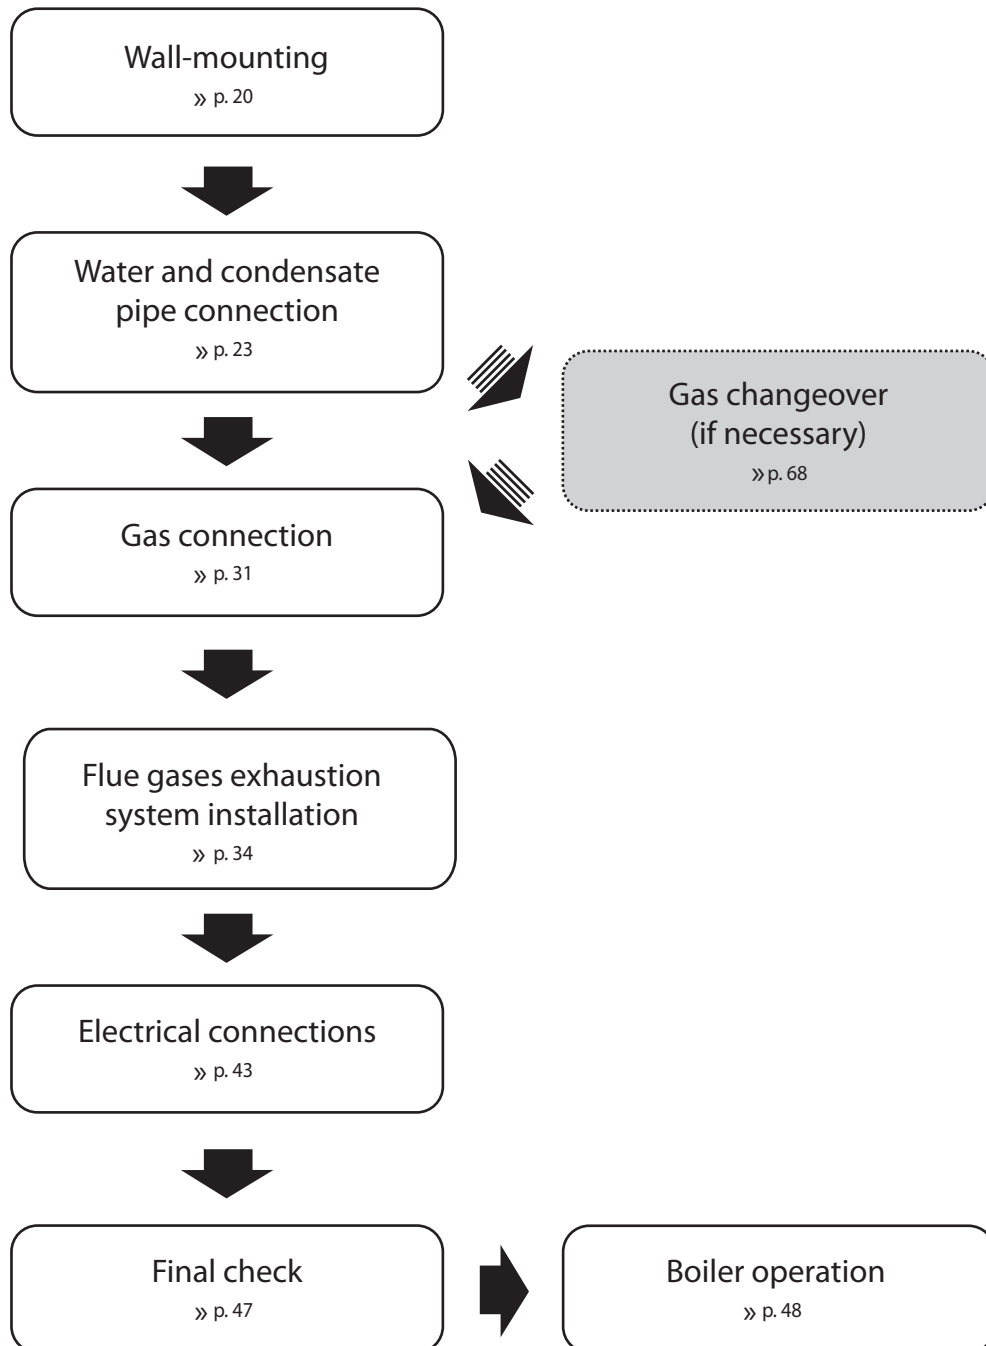 Wall-mounting
» p. 20
Water and condensate
pipe connection
» p. 23
Gas changeover
(if necessary)
» p. 68
Gas connection
» p. 31
Flue gases exhaustion
system installation
» p. 34
Electrical connections
» p. 43
Final check
» p. 47
Boiler operation
» p. 48